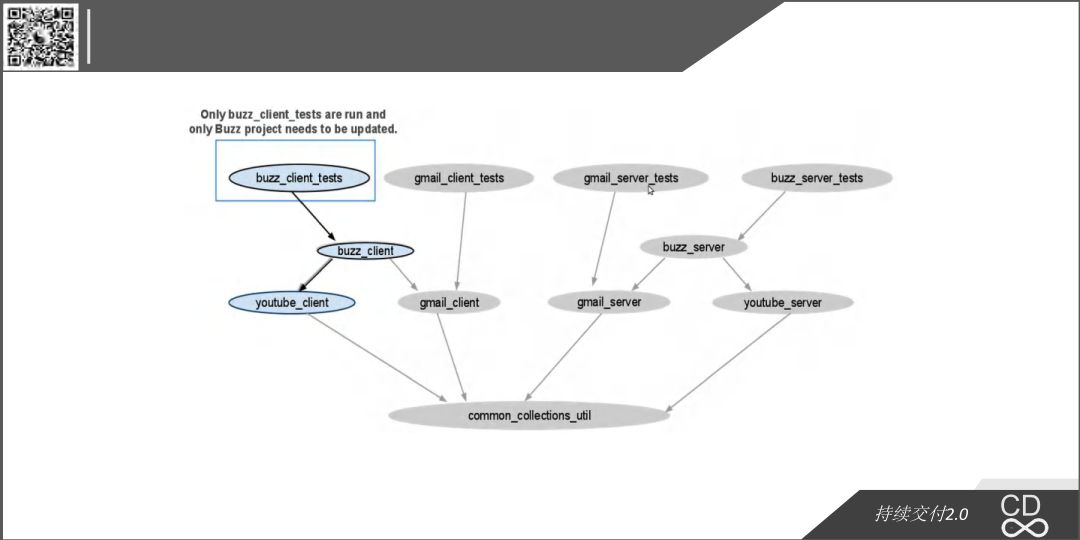 Only buzz_client_tests are run and
only Buzz project needs to be updated.
buzz_client_tests
gmail_client_tests
gmail_server_tests
buzz_server_tests
buzz_client
buzz_server
youtube_client
gmail_client
gmail_server
youtube_server
common_collections_util
持续交付2.0
CD